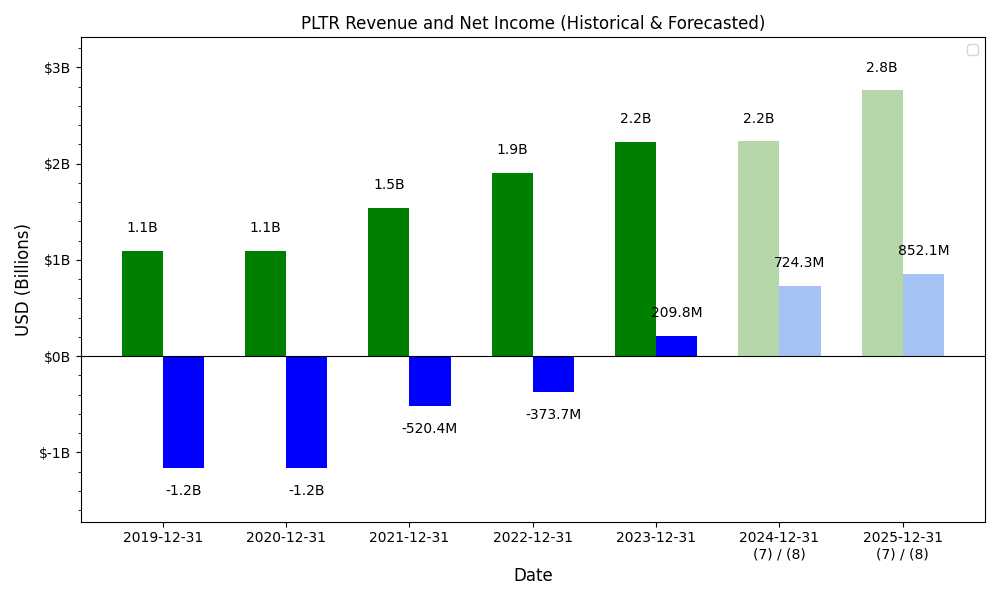 PLTR Revenue and Net Income (Historical & Forecasted)
$3B
2.8B
2.2B
2.2B
$2B
1.9B
1.5B
1.1B
1.1B
$1B
852.1M
724.3M
209.8M
USD (Billions)
$0B
-373.7M
-520.4M
$-1B
-1.2B
-1.2B
2019-12-31
2020-12-31
2021-12-31
2022-12-31
2023-12-31
2024-12-31
(7) / (8)
2025-12-31
(7) / (8)
Date